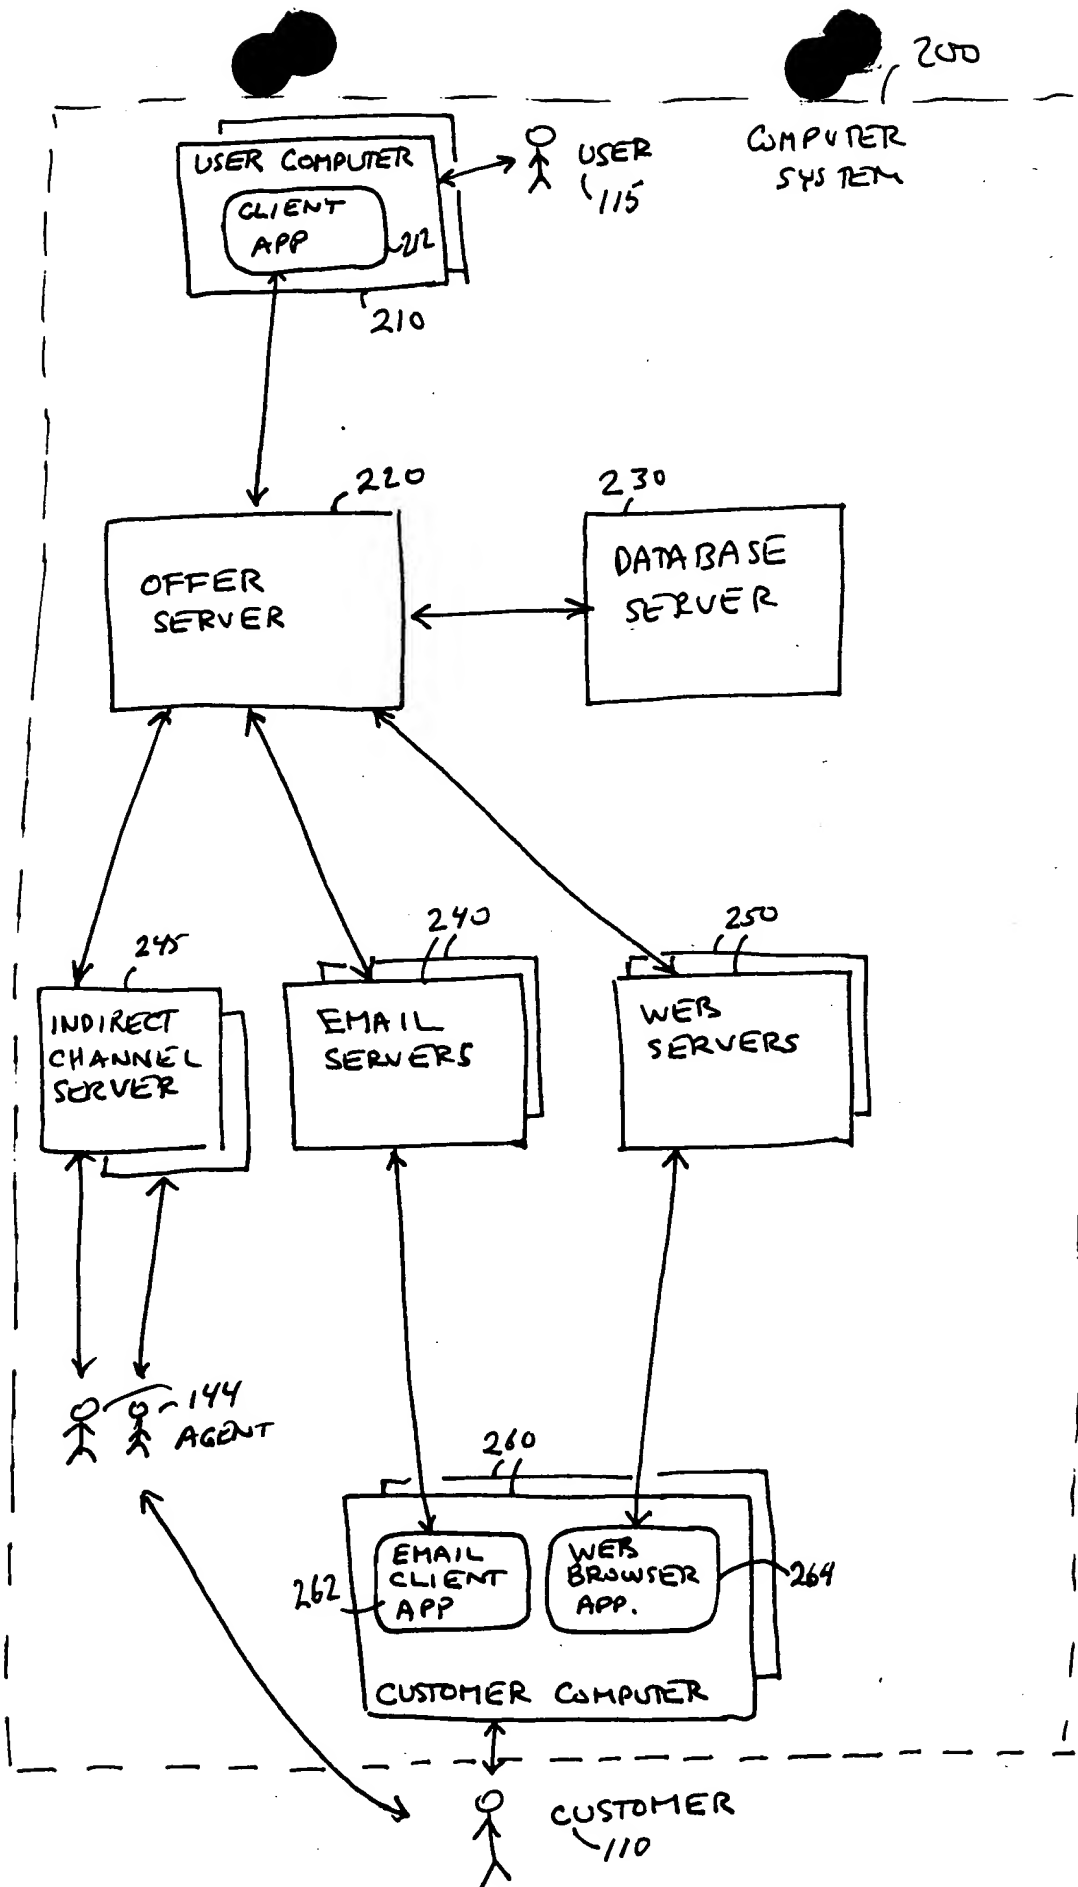 200
COMPUTER
SYSTEM
USER COMPUTER
CLIENT
APP
212
210
USER
115
220
OFFER
SERVER
230
DATABASE
SERVER
245
INDIRECT
CHANNEL
SERVER
240
EMAIL
SERVERS
250
WEB
SERVERS
144
AGENT
260
262
EMAIL
CLIENT
APP
WEB
BROWSER
APP.
264
CUSTOMER COMPUTER
CUSTOMER
110